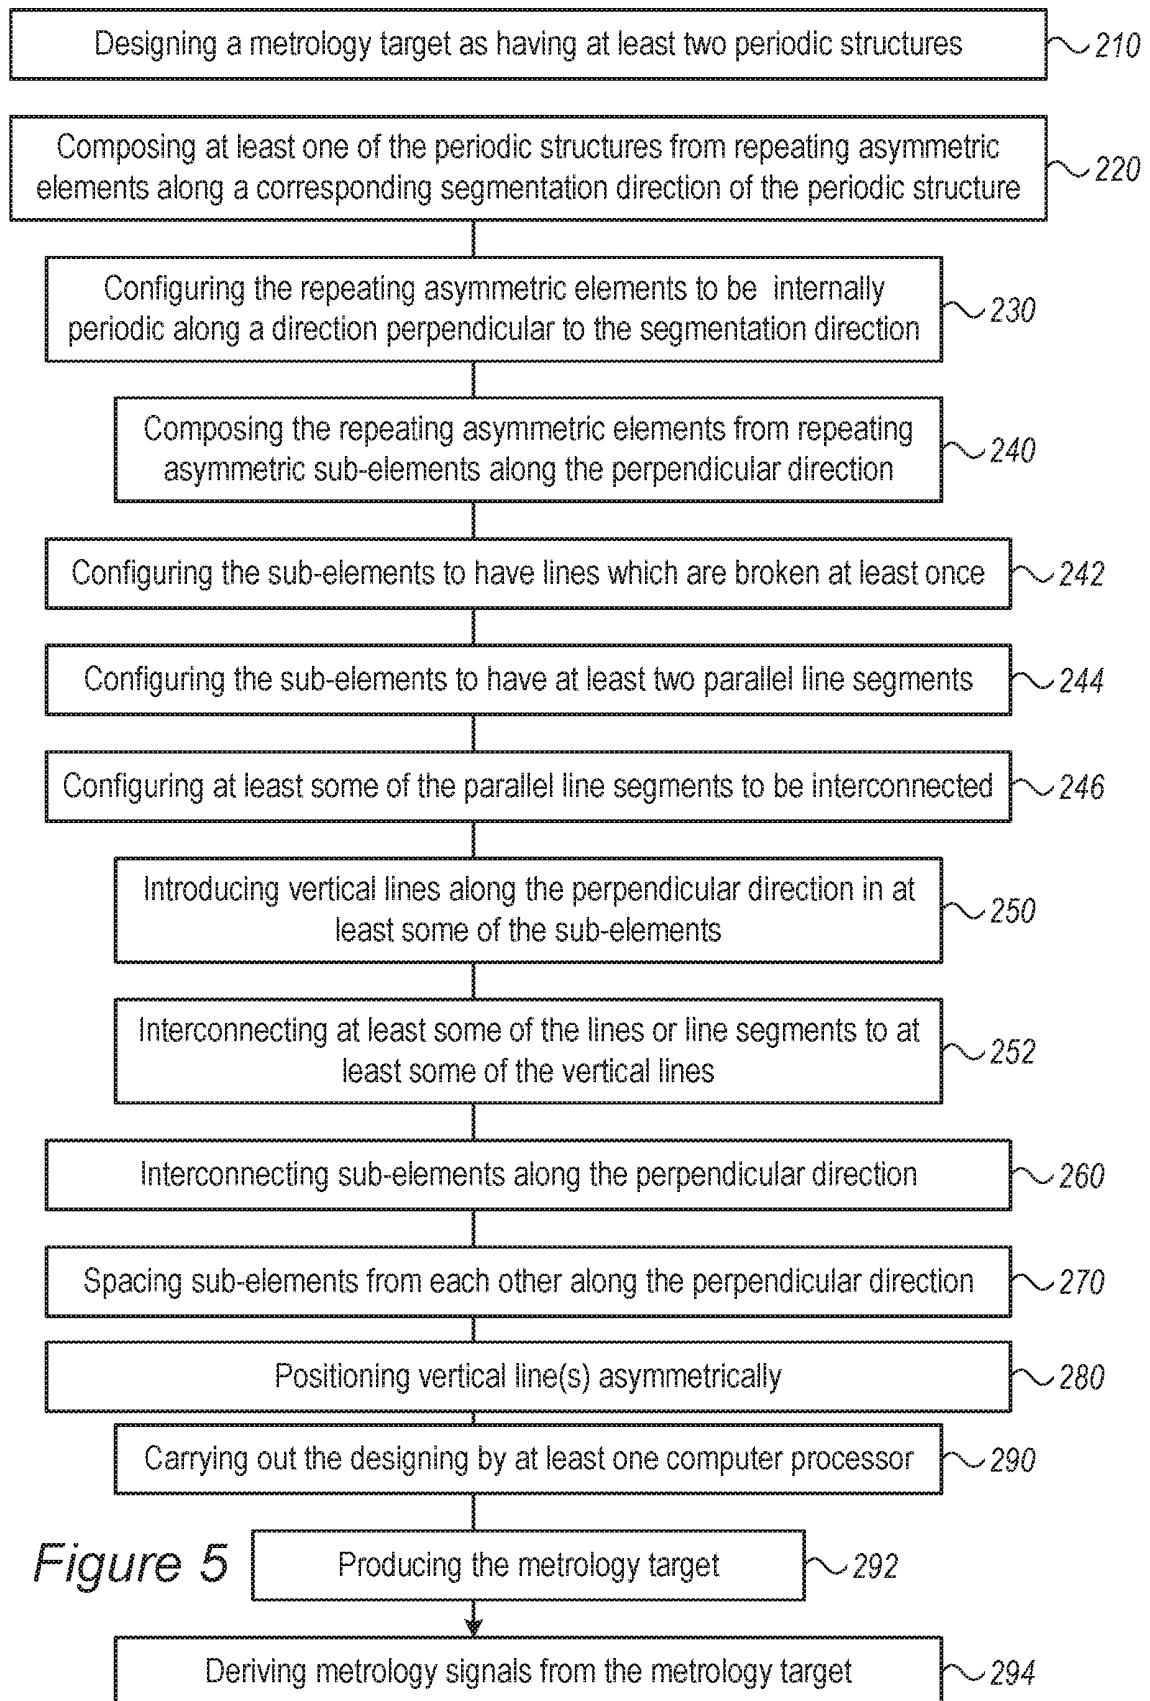 Designing a metrology target as having at least two periodic structures
210
Composing at least one of the periodic structures from repeating asymmetric
elements along a corresponding segmentation direction of the periodic structure
220
Configuring the repeating asymmetric elements to be internally
periodic along a direction perpendicular to the segmentation direction
230
Composing the repeating asymmetric elements from repeating
asymmetric sub-elements along the perpendicular direction
240
Configuring the sub-elements to have lines which are broken at least once
242
Configuring the sub-elements to have at least two parallel line segments
244
Configuring at least some of the parallel line segments to be interconnected
246
Introducing vertical lines along the perpendicular direction in at
least some of the sub-elements
250
Interconnecting at least some of the lines or line segments to at
least some of the vertical lines
252
Interconnecting sub-elements along the perpendicular direction
260
Spacing sub-elements from each other along the perpendicular direction
270
Positioning vertical line(s) asymmetrically
280
Carrying out the designing by at least one computer processor
290
Figure 5
Producing the metrology target
292
Deriving metrology signals from the metrology target
294